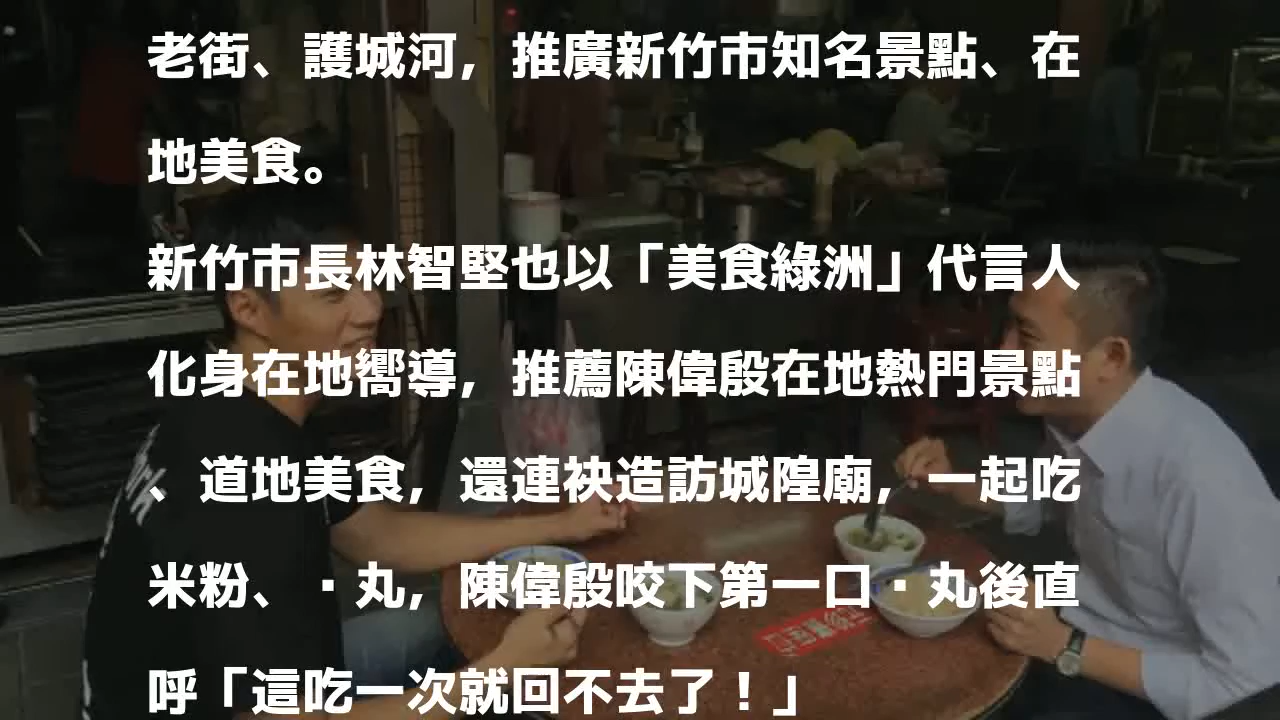 老街、護城河，推廣新竹市知名景點、在
地美食。
新竹市長林智堅也以「美食綠洲」代言人
化身在地嚮導，推薦陳偉殷在地熱門景點
、道地美食，還連袂造訪城隍廟，一起吃
米粉、·丸，陳偉殷咬下第一口·丸後直
呼「這吃一次就回不去了！」